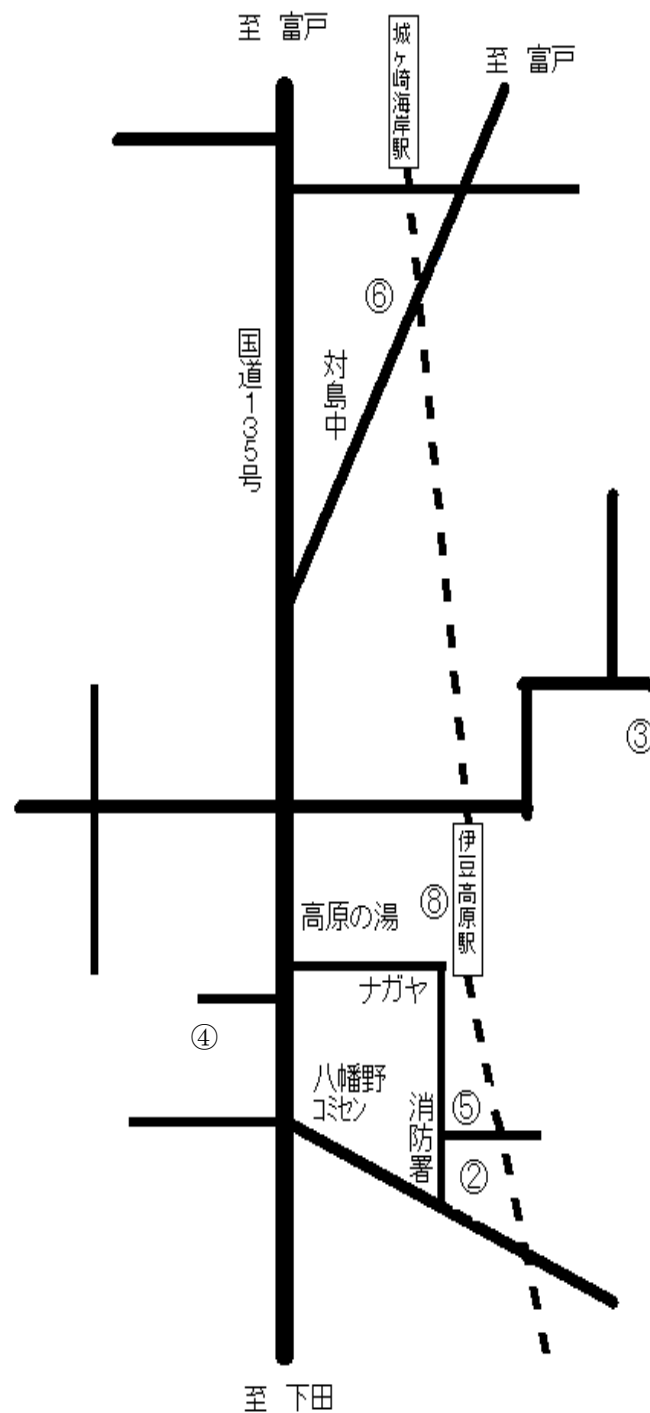 至 富戸
城ヶ崎海岸駅
至 富戸
⑥
国道135号
対島中
③
伊豆高原駅
⑧
高原の湯
ナガヤ
④
八幡野
コミセン
消防署
⑤
②
至 下田